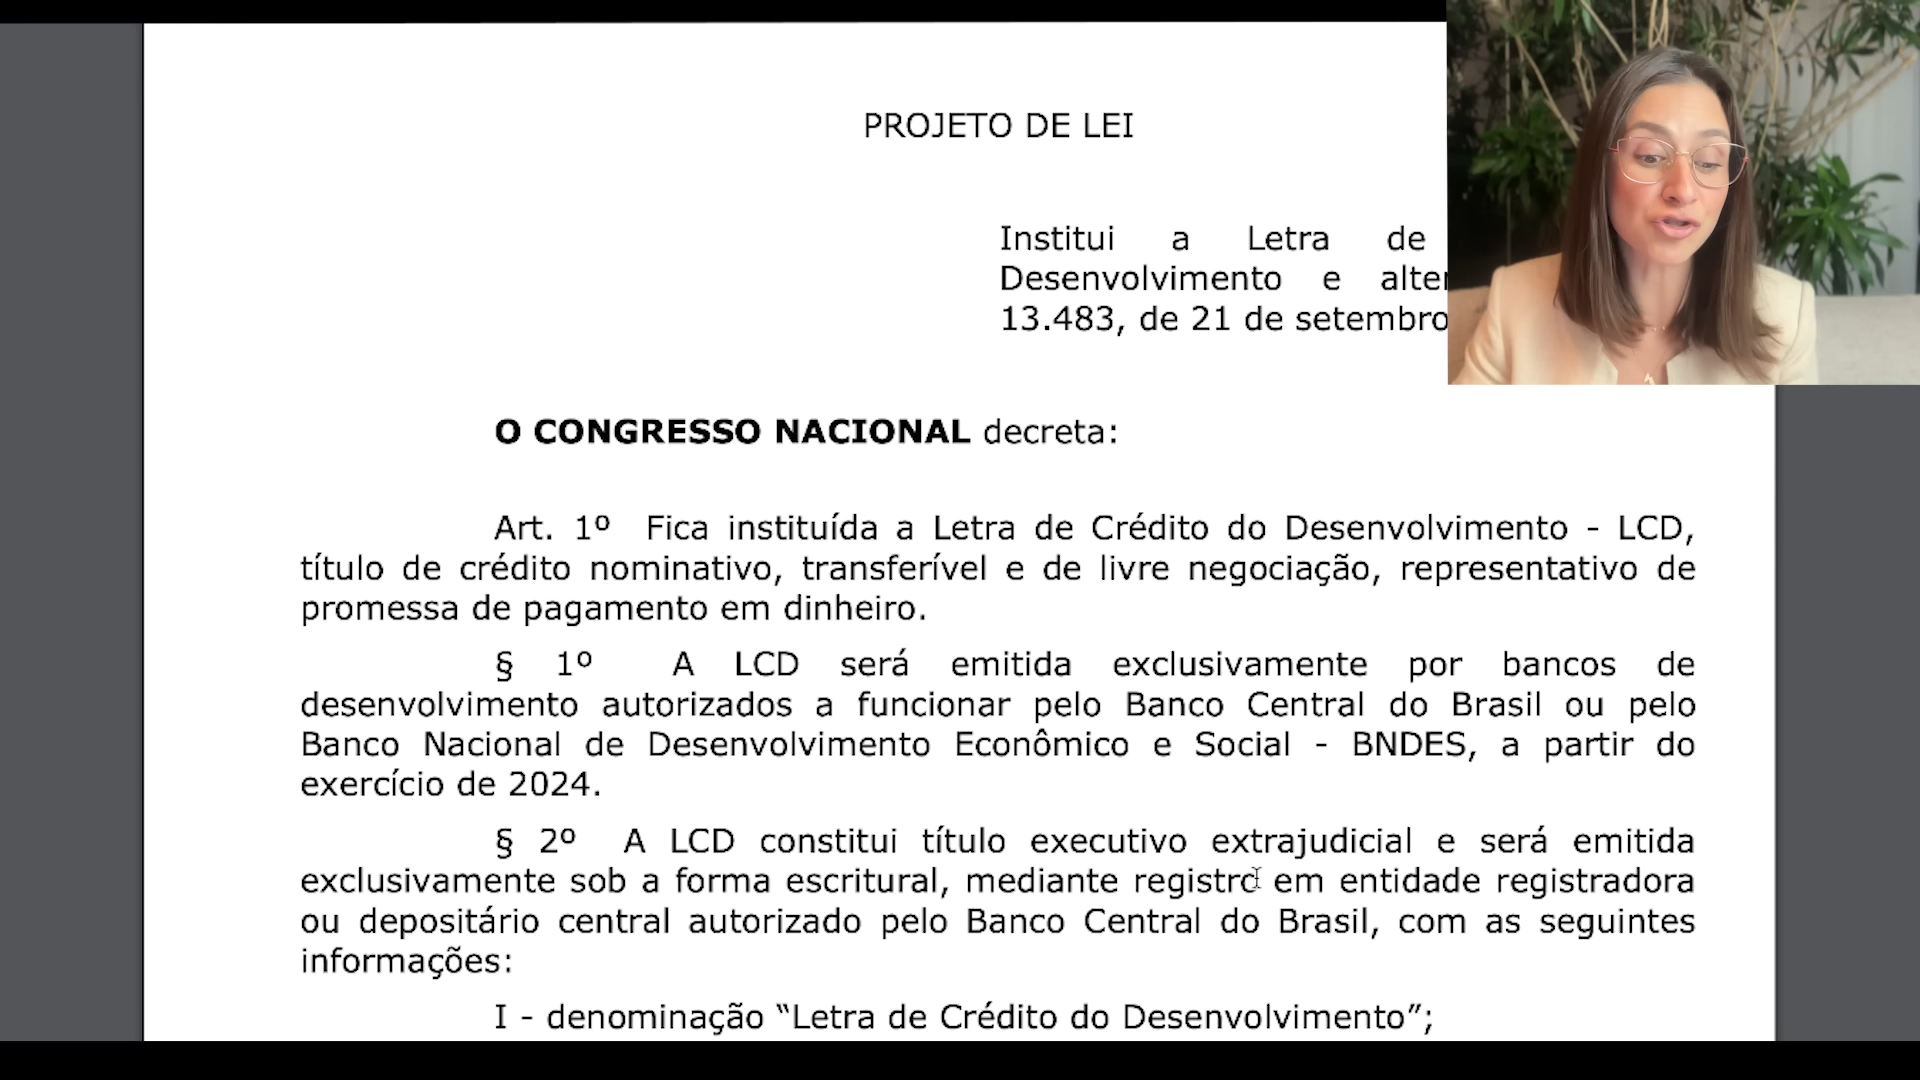 PROJETO DE LEI
Institui a Letra de
Desenvolvimento e alter
13.483, de 21 de setembro
O CONGRESSO NACIONAL decreta:
Art. 1º Fica instituída a Letra de Crédito do Desenvolvimento - LCD,
título de crédito nominativo, transferível e de livre negociação, representativo de
promessa de pagamento em dinheiro.
§ 1º A LCD será emitida exclusivamente por bancos de
desenvolvimento autorizados a funcionar pelo Banco Central do Brasil ou pelo
Banco Nacional de Desenvolvimento Econômico e Social - BNDES, a partir do
exercício de 2024.
§ 2º A LCD constitui título executivo extrajudicial e será emitida
exclusivamente sob a forma escritural, mediante registro em entidade registradora
ou depositário central autorizado pelo Banco Central do Brasil, com as seguintes
informações:
I - denominação “Letra de Crédito do Desenvolvimento”;